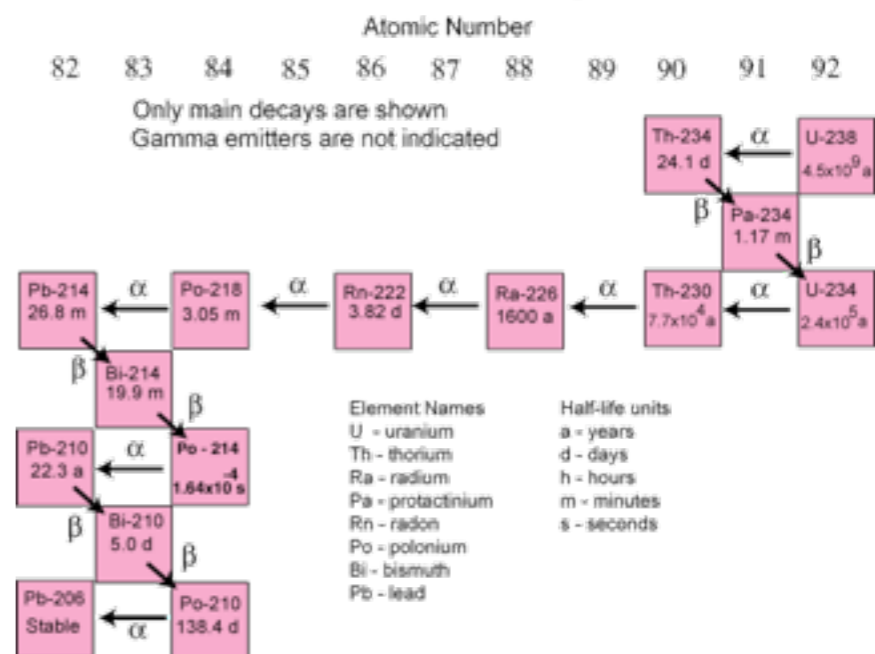 Atomic Number
82 83 84 85 86 87 88 89 90 91 92
Only main decays are shown
Gamma emitters are not indicated
Th-234
24.1 d
α
U-238
4.5x10⁹ a
β
Pa-234
1.17 m
β
Pb-214
26.8 m
α
Po-218
3.05 m
α
Rn-222
3.82 d
α
Ra-226
1600 a
α
Th-230
7.7x10⁴ a
α
U-234
2.4x10⁵ a
β
Bi-214
19.9 m
β
Pb-210
22.3 a
α
Po - 214
-4
1.64x10 s
β
Bi-210
5.0 d
β
Pb-206
Stable
α
Po-210
138.4 d
Element Names
U - uranium
Th - thorium
Ra - radium
Pa - protactinium
Rn - radon
Po - polonium
Bi - bismuth
Pb - lead
Half-life units
a - years
d - days
h - hours
m - minutes
s - seconds